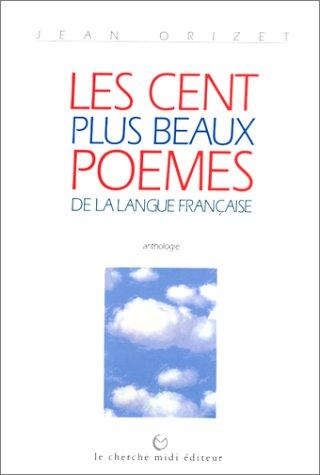 JEAN ORIZET
LES CENT
PLUS BEAUX
POEMES
DE LA LANGUE FRANÇAISE
anthologie
le cherche midi éditeur